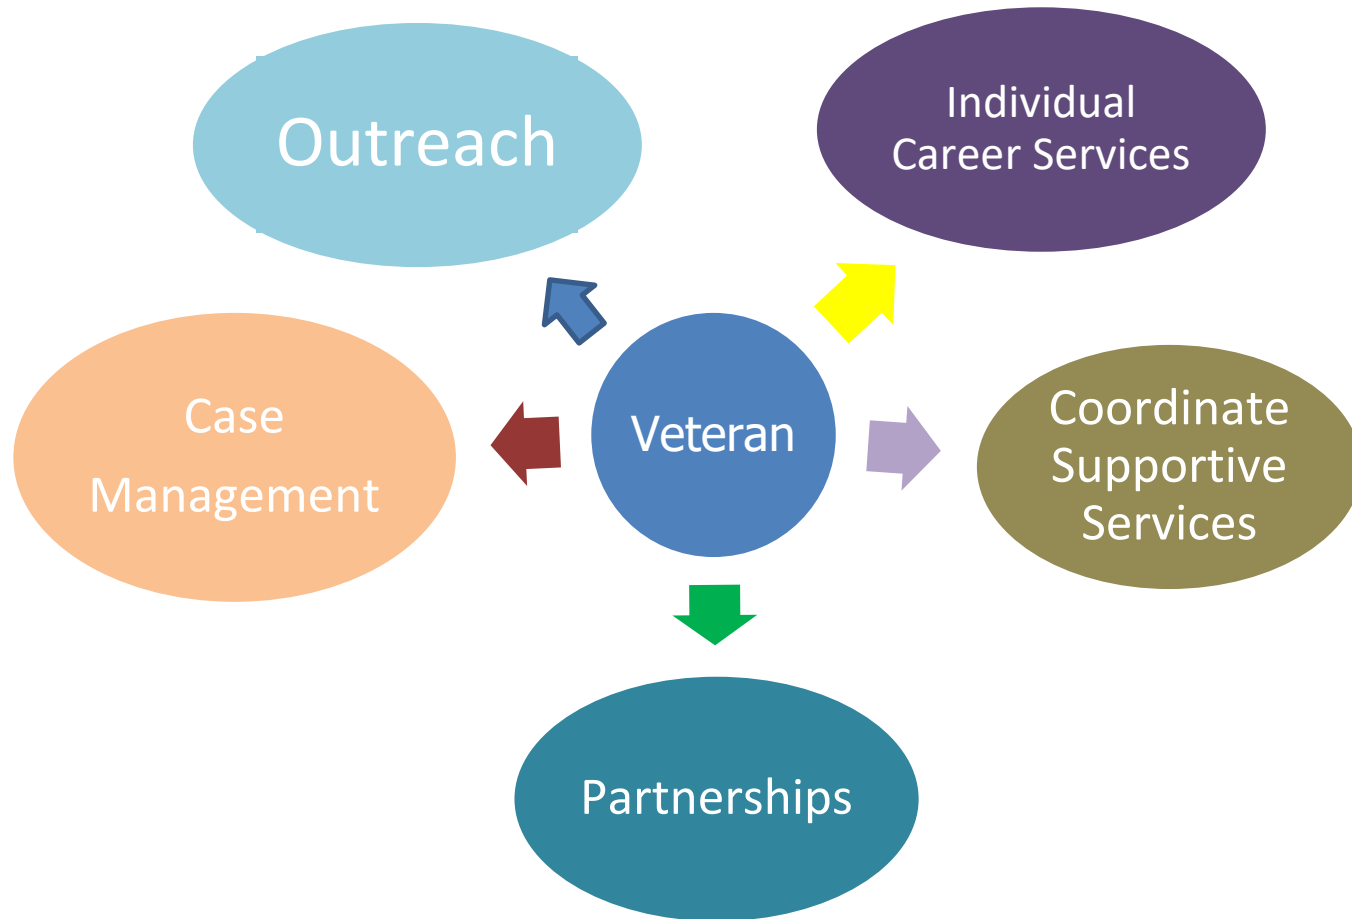 Outreach
Individual
Career Services
Case
Management
Veteran
Coordinate
Supportive
Services
Partnerships